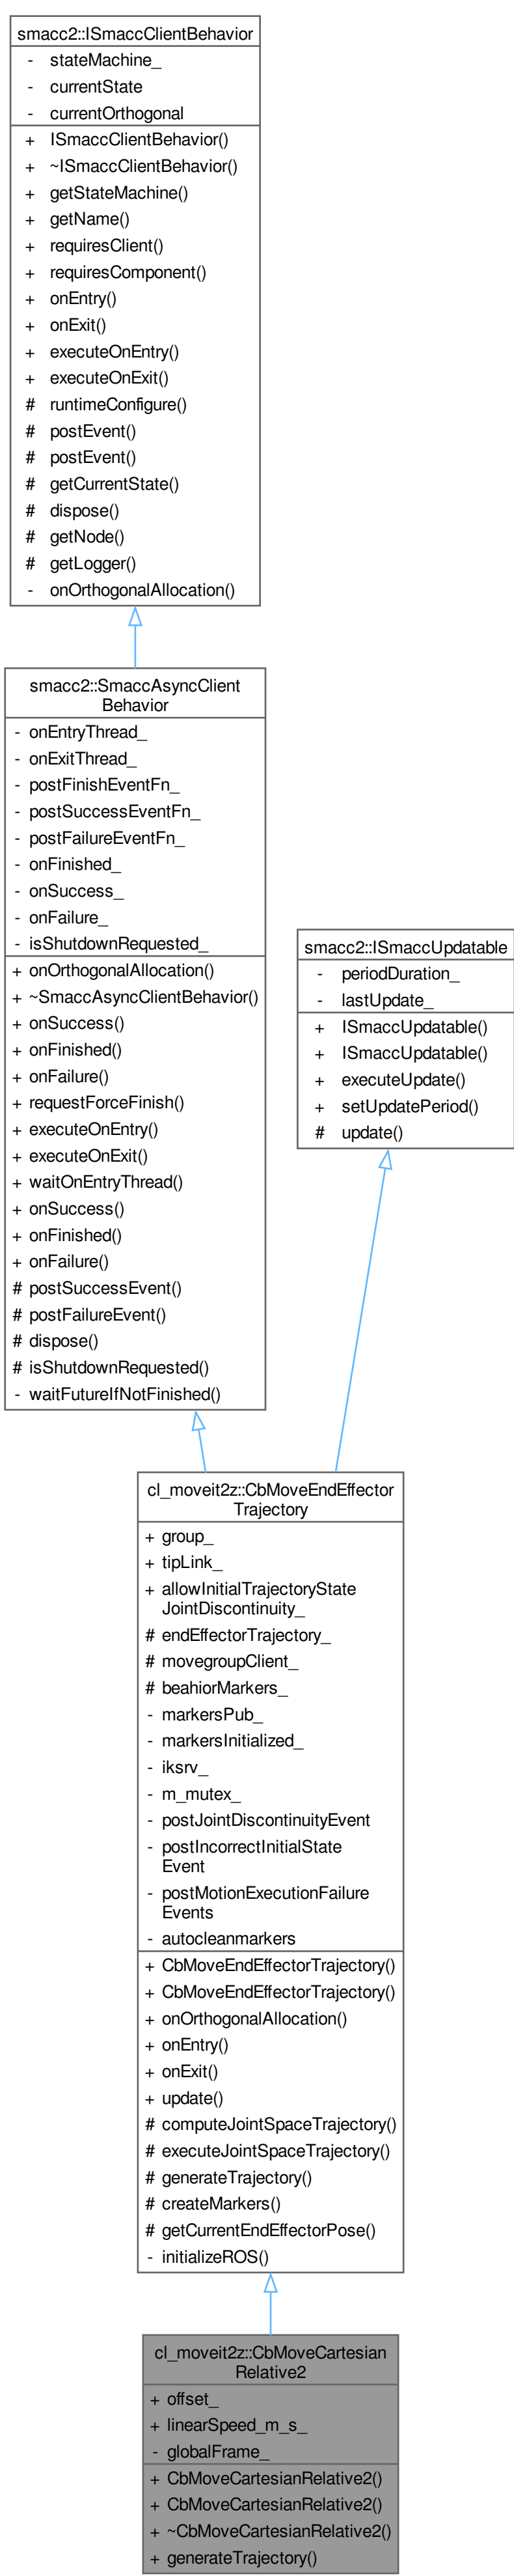 smacc2::ISmaccClientBehavior
- stateMachine_
- currentState
- currentOrthogonal
+ ISmaccClientBehavior()
+ ~ISmaccClientBehavior()
+ getStateMachine()
+ getName()
+ requiresClient()
+ requiresComponent()
+ onEntry()
+ onExit()
+ executeOnEntry()
+ executeOnExit()
# runtimeConfigure()
# postEvent()
# postEvent()
# getCurrentState()
# dispose()
# getNode()
# getLogger()
- onOrthogonalAllocation()
smacc2::SmaccAsyncClient
Behavior
- onEntryThread_
- onExitThread_
- postFinishEventFn_
- postSuccessEventFn_
- postFailureEventFn_
- onFinished_
- onSuccess_
- onFailure_
- isShutdownRequested_
+ onOrthogonalAllocation()
+ ~SmaccAsyncClientBehavior()
+ onSuccess()
+ onFinished()
+ onFailure()
+ requestForceFinish()
+ executeOnEntry()
+ executeOnExit()
+ waitOnEntryThread()
+ onSuccess()
+ onFinished()
+ onFailure()
# postSuccessEvent()
# postFailureEvent()
# dispose()
# isShutdownRequested()
- waitFutureIfNotFinished()
smacc2::ISmaccUpdatable
- periodDuration_
- lastUpdate_
+ ISmaccUpdatable()
+ ISmaccUpdatable()
+ executeUpdate()
+ setUpdatePeriod()
# update()
cl_moveit2z::CbMoveEndEffector
Trajectory
+ group_
+ tipLink_
+ allowInitialTrajectoryState
JointDiscontinuity_
# endEffectorTrajectory_
# movegroupClient_
# beahiorMarkers_
- markersPub_
- markersInitialized_
- iksrv_
- m_mutex_
- postJointDiscontinuityEvent
- postIncorrectInitialState
Event
- postMotionExecutionFailure
Events
- autocleanmarkers
+ CbMoveEndEffectorTrajectory()
+ CbMoveEndEffectorTrajectory()
+ onOrthogonalAllocation()
+ onEntry()
+ onExit()
+ update()
# computeJointSpaceTrajectory()
# executeJointSpaceTrajectory()
# generateTrajectory()
# createMarkers()
# getCurrentEndEffectorPose()
- initializeROS()
cl_moveit2z::CbMoveCartesian
Relative2
+ offset_
+ linearSpeed_m_s_
- globalFrame_
+ CbMoveCartesianRelative2()
+ CbMoveCartesianRelative2()
+ ~CbMoveCartesianRelative2()
+ generateTrajectory()